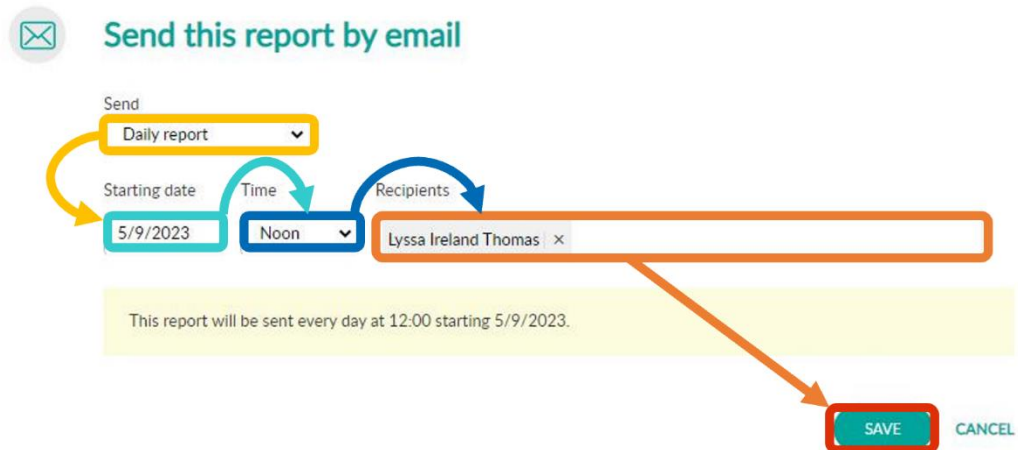 Send this report by email
Send
Daily report
Starting date Time Recipients
5/9/2023 Noon Lyssa Ireland Thomas ×
This report will be sent every day at 12:00 starting 5/9/2023.
SAVE CANCEL